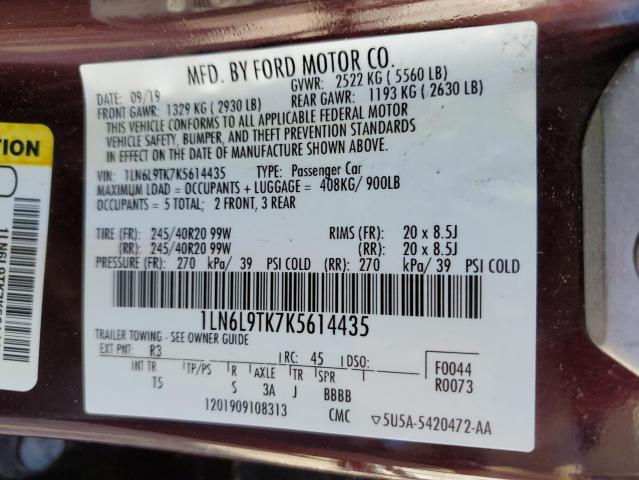 MFD. BY FORD MOTOR CO.
DATE: 09/19 GVWR: 2522 KG ( 5560 LB)
FRONT GAWR: 1329 KG ( 2930 LB) REAR GAWR: 1193 KG ( 2630 LB)
THIS VEHICLE CONFORMS TO ALL APPLICABLE FEDERAL MOTOR
VEHICLE SAFETY, BUMPER, AND THEFT PREVENTION STANDARDS
IN EFFECT ON THE DATE OF MANUFACTURE SHOWN ABOVE.
VIN: 1LN6L9TK7K5614435 TYPE: Passenger Car
MAXIMUM LOAD = OCCUPANTS + LUGGAGE = 408KG/ 900LB
OCCUPANTS = 5 TOTAL; 2 FRONT, 3 REAR
TIRE (FR): 245/40R20 99W RIMS (FR): 20 x 8.5J
(RR): 245/40R20 99W (RR): 20 x 8.5J
PRESSURE (FR): 270 kPa/ 39 PSI COLD (RR): 270 kPa/ 39 PSI COLD
1LN6L9TK7K5614435
TRAILER TOWING - SEE OWNER GUIDE
EXT PNT: R3 RC: 45 DSO: F0044
INT TR TP/PS R AXLE TR SPR R0073
T5 S 3A J BBBB
1201909108313 CMC ▽5U5A-5420472-AA